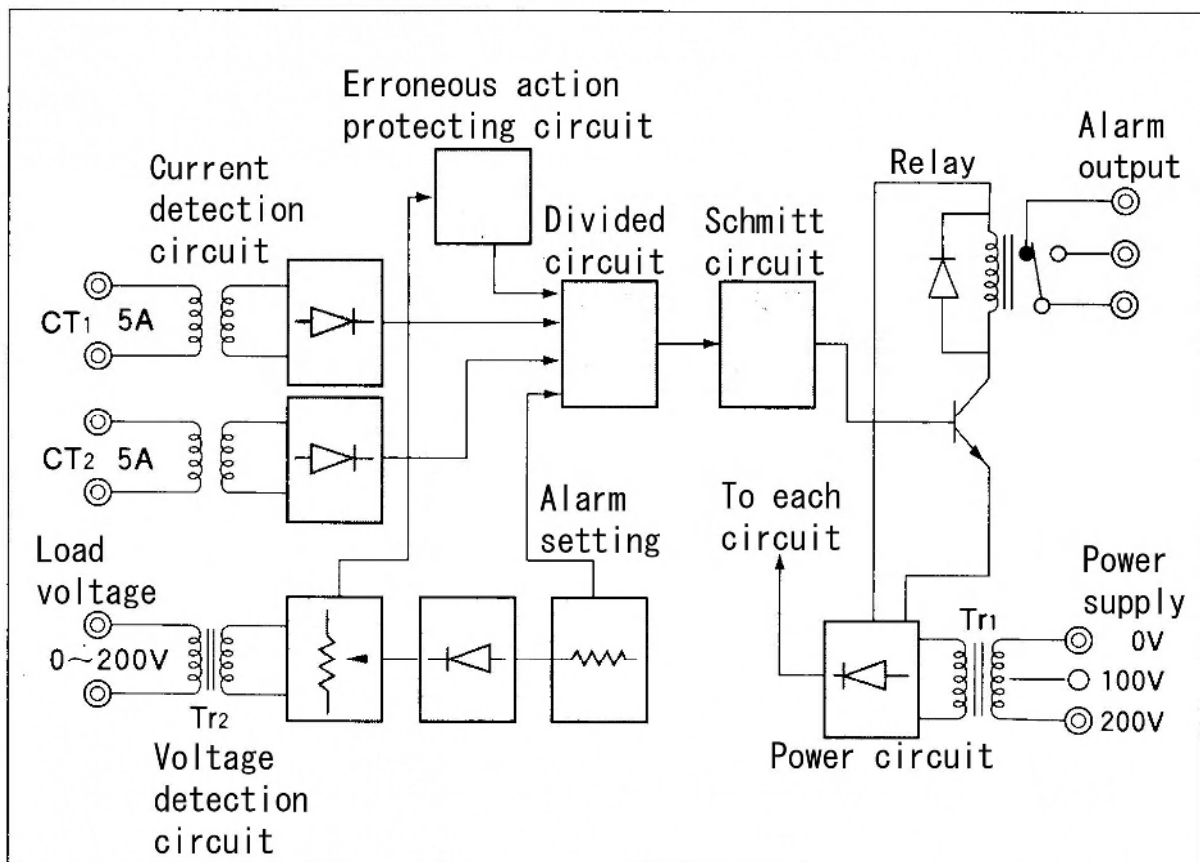 Erroneous action
protecting circuit
Alarm
output
Relay
Current
detection
circuit
Divided
circuit
Schmitt
circuit
CT1 5A
CT2 5A
Alarm
setting
To each
circuit
Load
voltage
0~200V
Tr2
Voltage
detection
circuit
Power
supply
Tr1
0V
100V
200V
Power circuit